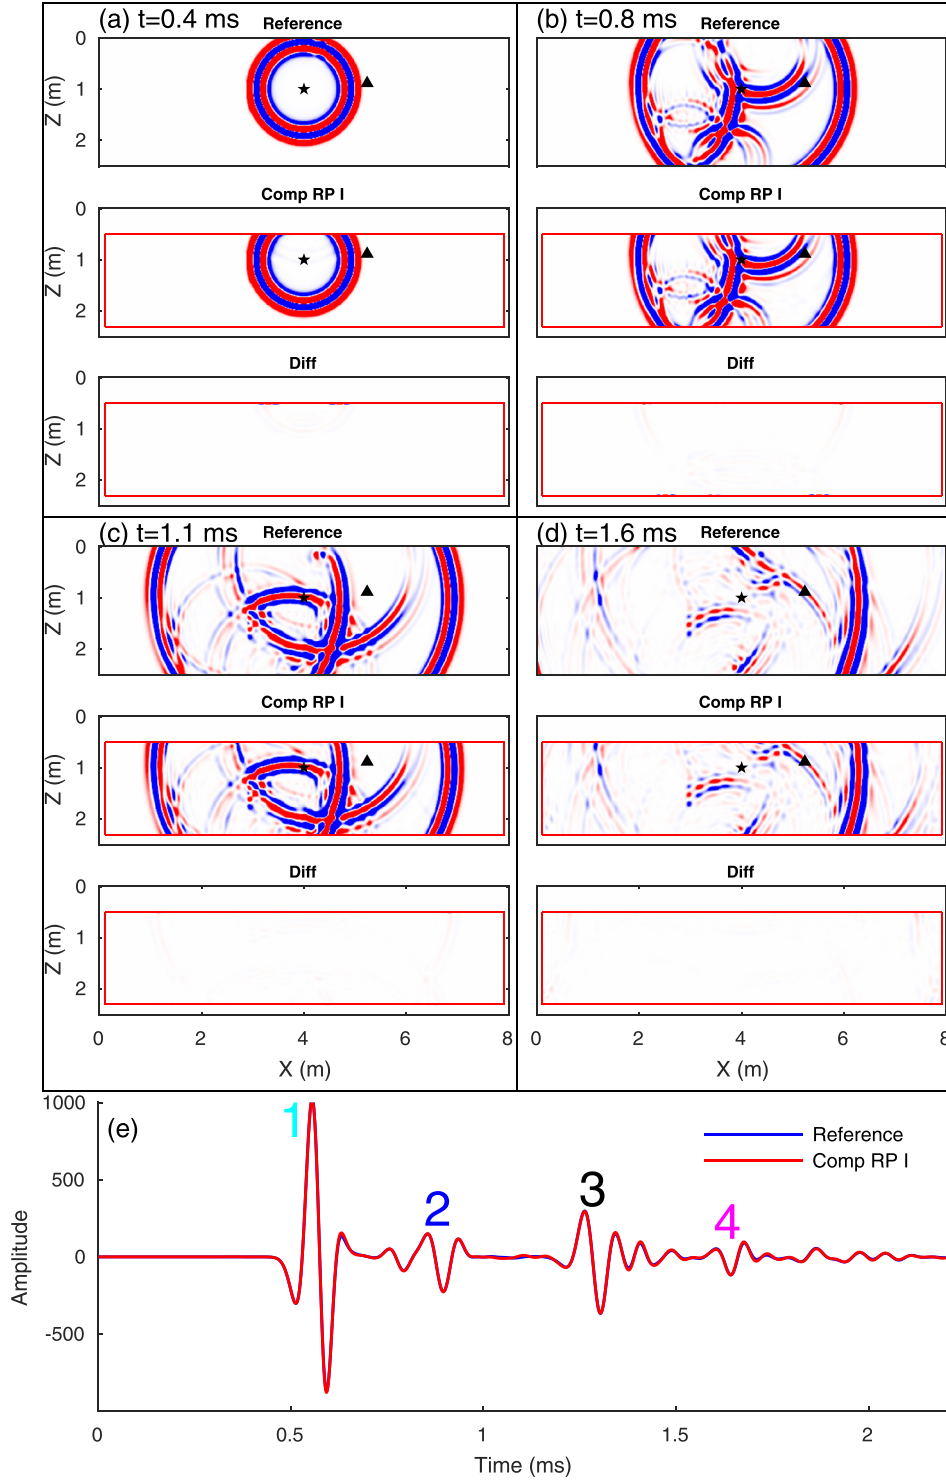 (a) t=0.4 ms
Reference
0
Z (m)
1
2
Comp RP I
0
Z (m)
1
2
Diff
0
Z (m)
1
2
(b) t=0.8 ms
Reference
Comp RP I
Diff
(c) t=1.1 ms
Reference
0
Z (m)
1
2
Comp RP I
0
Z (m)
1
2
Diff
0
Z (m)
1
2
0 2 4 6 8
X (m)
(d) t=1.6 ms
Reference
Comp RP I
Diff
0 2 4 6 8
X (m)
(e)
1000
500
0
-500
Amplitude
1
2
3
4
Reference
Comp RP I
0 0.5 1 1.5 2
Time (ms)